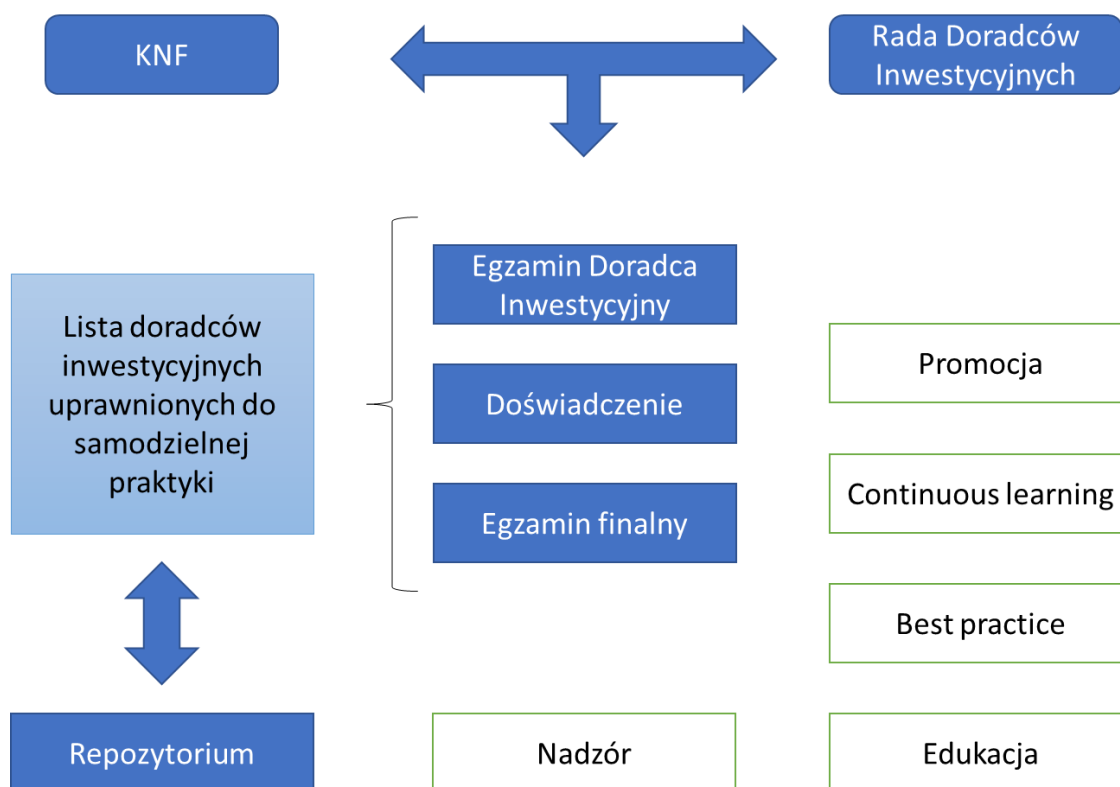 KNF
Rada Doradców
Inwestycyjnych
Lista doradców
inwestycyjnych
uprawnionych do
samodzielnej
praktyki
Egzamin Doradca
Inwestycyjny
Doświadczenie
Egzamin finalny
Promocja
Continuous learning
Best practice
Repozytorium
Nadzór
Edukacja